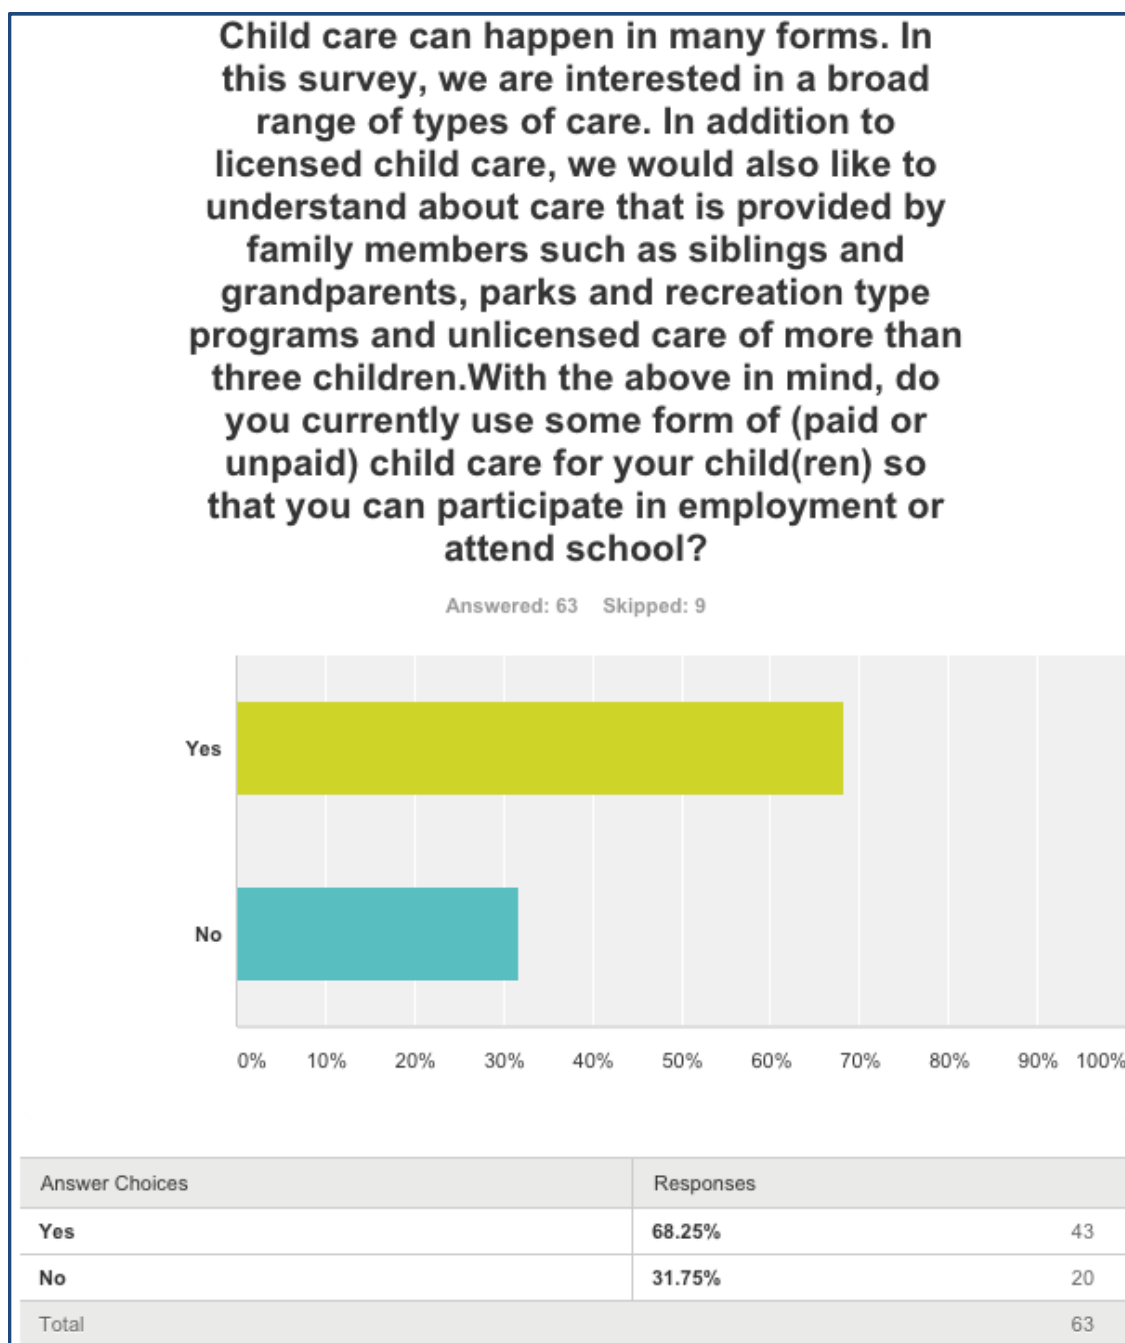 Child care can happen in many forms. In
this survey, we are interested in a broad
range of types of care. In addition to
licensed child care, we would also like to
understand about care that is provided by
family members such as siblings and
grandparents, parks and recreation type
programs and unlicensed care of more than
three children.With the above in mind, do
you currently use some form of (paid or
unpaid) child care for your child(ren) so
that you can participate in employment or
attend school?
Answered: 63 Skipped: 9
Yes
No
0% 10% 20% 30% 40% 50% 60% 70% 80% 90% 100%
Answer Choices Responses
Yes 68.25% 43
No 31.75% 20
Total 63